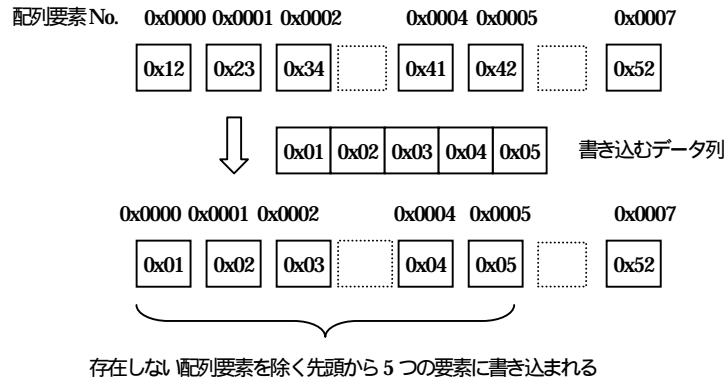 配列要素No. 0x0000 0x0001 0x0002 0x0004 0x0005 0x0007
0x12 0x23 0x34 0x41 0x42 0x52
0x01 0x02 0x03 0x04 0x05 書き込むデータ列
0x0000 0x0001 0x0002 0x0004 0x0005 0x0007
0x01 0x02 0x03 0x04 0x05 0x52
存在しない配列要素を除く先頭から 5 つの要素に書き込まれる